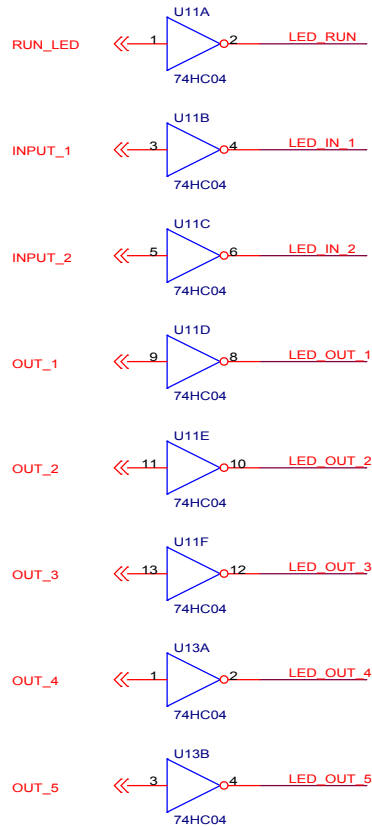 U11A
RUN_LED 1 2 LED_RUN
74HC04
U11B
INPUT_1 3 4 LED_IN_1
74HC04
U11C
INPUT_2 5 6 LED_IN_2
74HC04
U11D
OUT_1 9 8 LED_OUT_1
74HC04
U11E
OUT_2 11 10 LED_OUT_2
74HC04
U11F
OUT_3 13 12 LED_OUT_3
74HC04
U13A
OUT_4 1 2 LED_OUT_4
74HC04
U13B
OUT_5 3 4 LED_OUT_5
74HC04